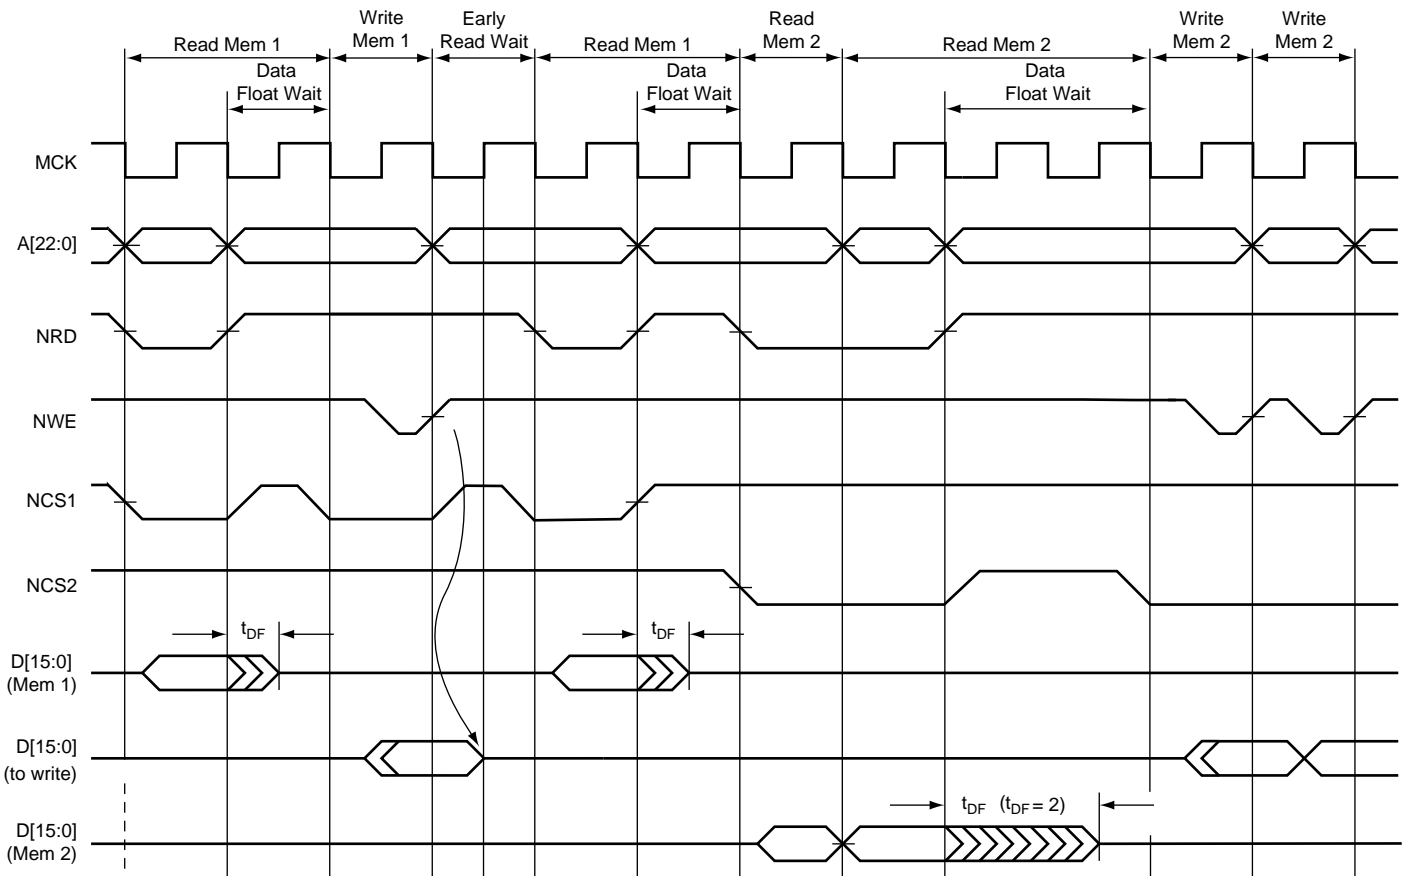 Write
Mem 1
Early
Read Wait
Read
Mem 2
Write
Mem 2
Write
Mem 2
Read Mem 1
Read Mem 1
Read Mem 2
Data
Float Wait
Data
Float Wait
Data
Float Wait
MCK
A[22:0]
NRD
NWE
NCS1
NCS2
tDF
tDF
D[15:0]
(Mem 1)
D[15:0]
(to write)
tDF (tDF = 2)
D[15:0]
(Mem 2)